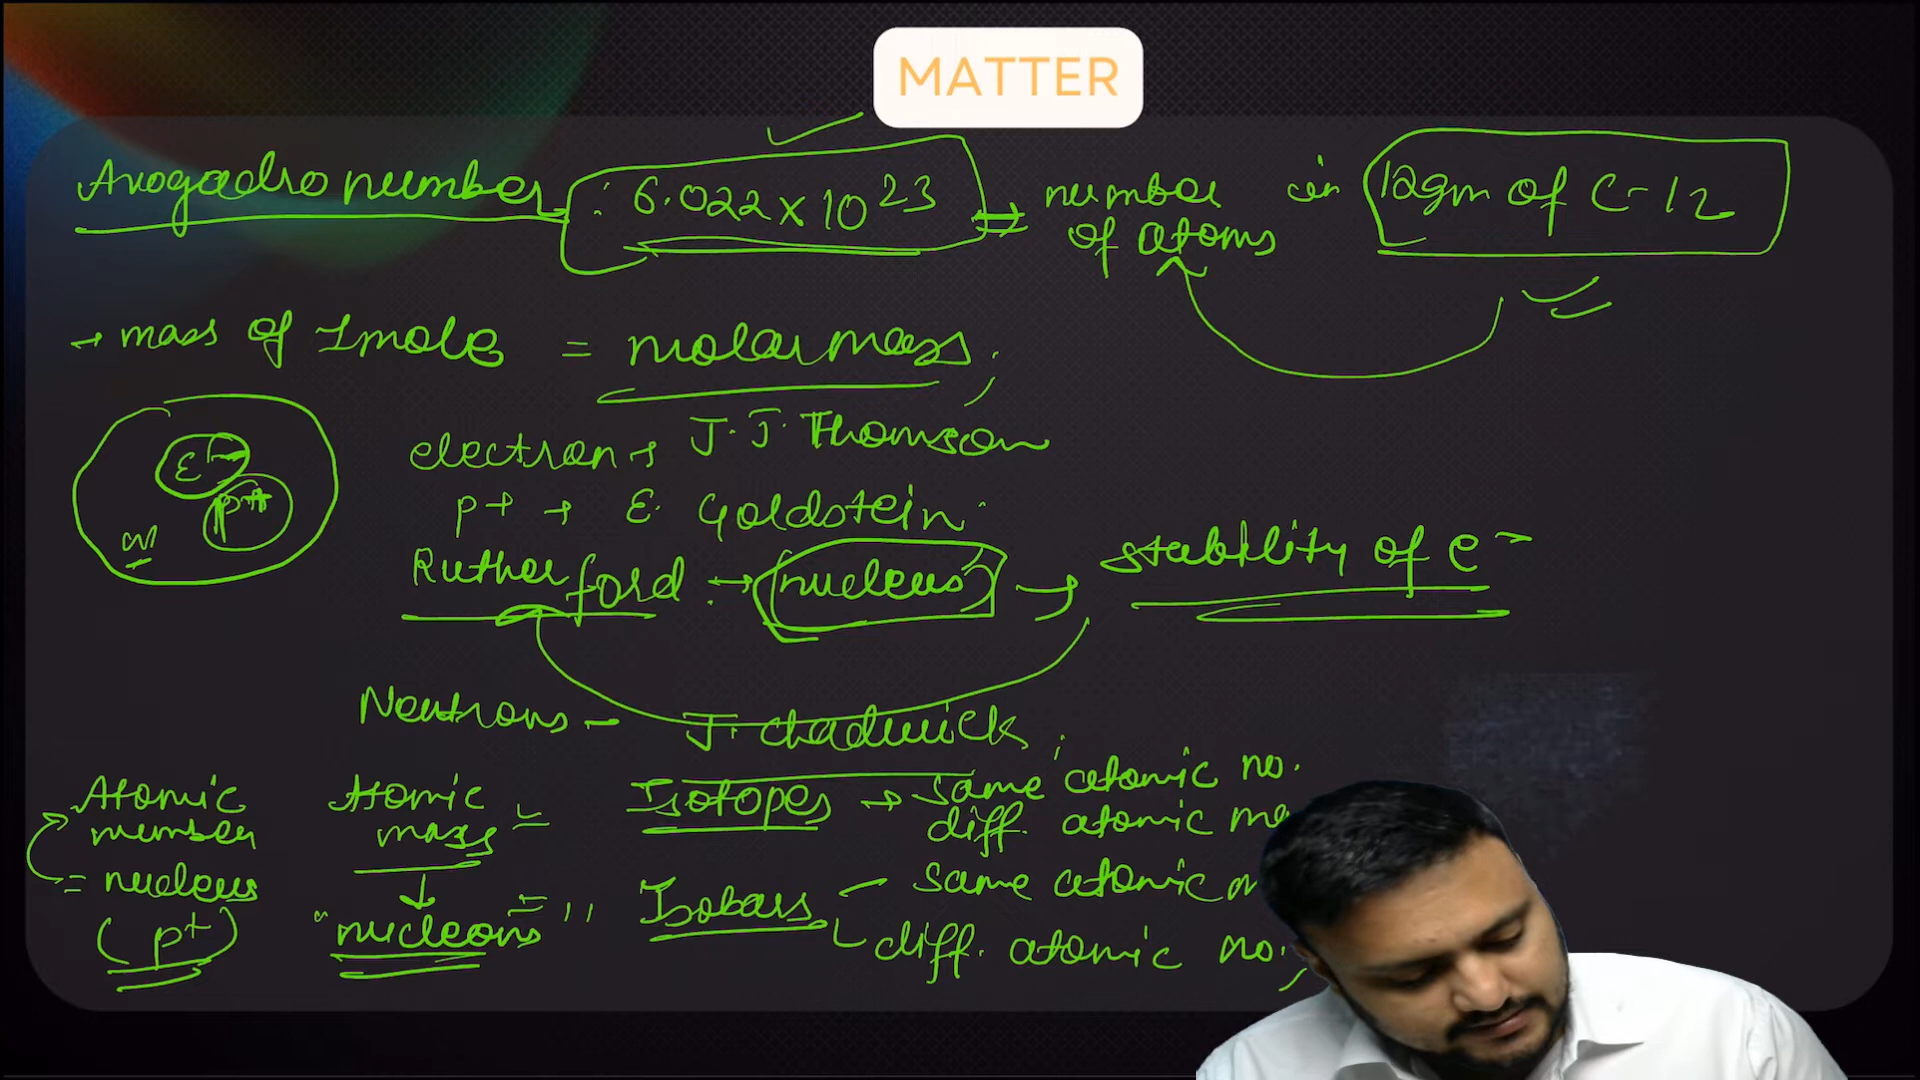 MATTER
Avogadro number : 6.022 x 10 23 number of atoms in 12gm of C-12
→ mass of 1mole = molar mass,
E- P+
electron → J.J. Thomson
p+ → E. Goldstein.
Rutherford → nucleus → stability of e-
Neutrons - J. chadwick,
Atomic number = nucleus (p+)
Atomic mass = "nucleons" =
Isotopes → same atomic no.
diff. atomic ma
Isobars - same atomic
diff. atomic no.,